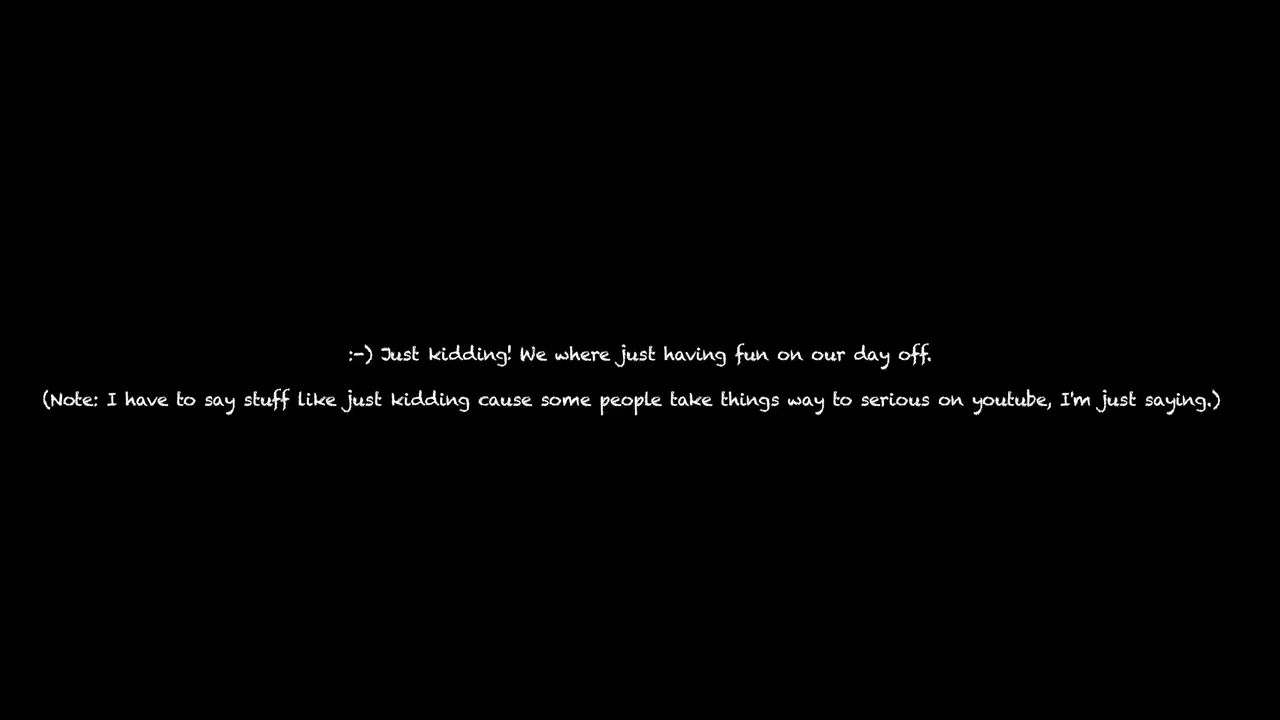 :-) Just kidding! We where just having fun on our day off.
(Note: I have to say stuff like just kidding cause some people take things way to serious on youtube, I'm just saying.)